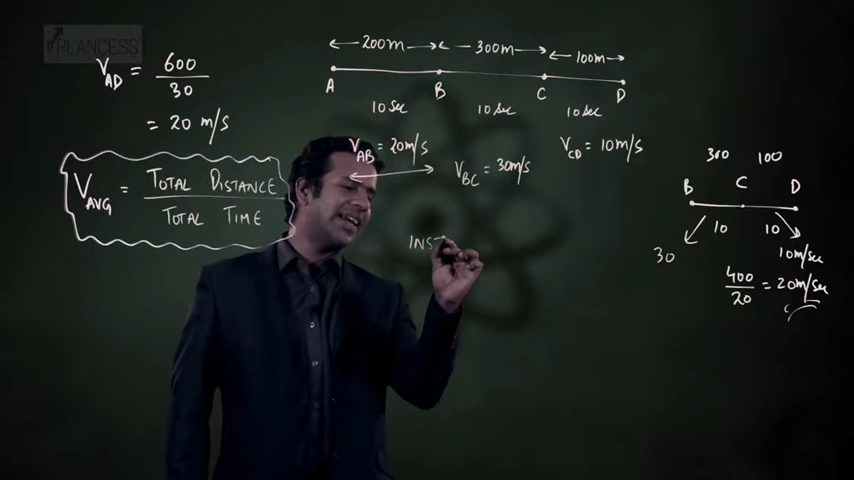 PLANCESS
V_AD = 600/30
= 20 m/s
V_AVG = TOTAL DISTANCE / TOTAL TIME
200m 300m 100m
A B C D
10 Sec 10 Sec 10 Sec
V_AB = 20m/s V_BC = 30m/s V_CD = 10m/s
INST
300 100
B C D
10 10
30 10m/sec
400/20 = 20m/sec